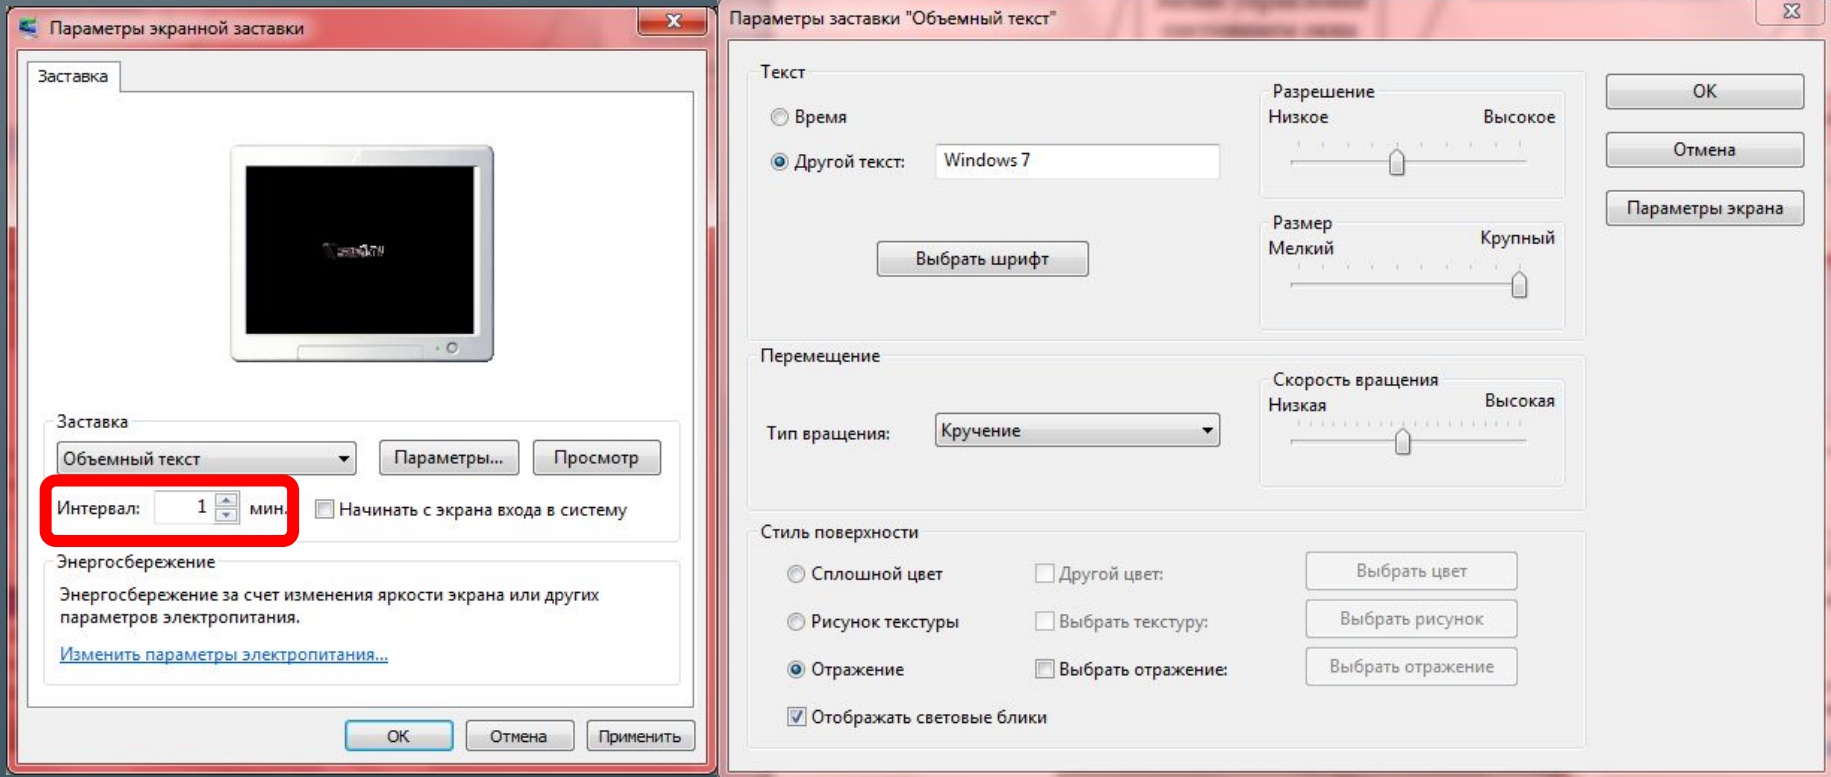 Параметры экранной заставки
Заставка
Заставка
Объемный текст
Параметры...
Просмотр
Интервал:
1
мин.
Начинать с экрана входа в систему
Энергосбережение
Энергосбережение за счет изменения яркости экрана или других
параметров электропитания.
Изменить параметры электропитания...
ОК
Отмена
Применить
Параметры заставки "Объемный текст"
Текст
Время
Другой текст:
Windows 7
Выбрать шрифт
Разрешение
Низкое
Высокое
Размер
Мелкий
Крупный
ОК
Отмена
Параметры экрана
Перемещение
Тип вращения:
Кручение
Скорость вращения
Низкая
Высокая
Стиль поверхности
Сплошной цвет
Другой цвет:
Выбрать цвет
Рисунок текстуры
Выбрать текстуру:
Выбрать рисунок
Отражение
Выбрать отражение:
Выбрать отражение
Отображать световые блики